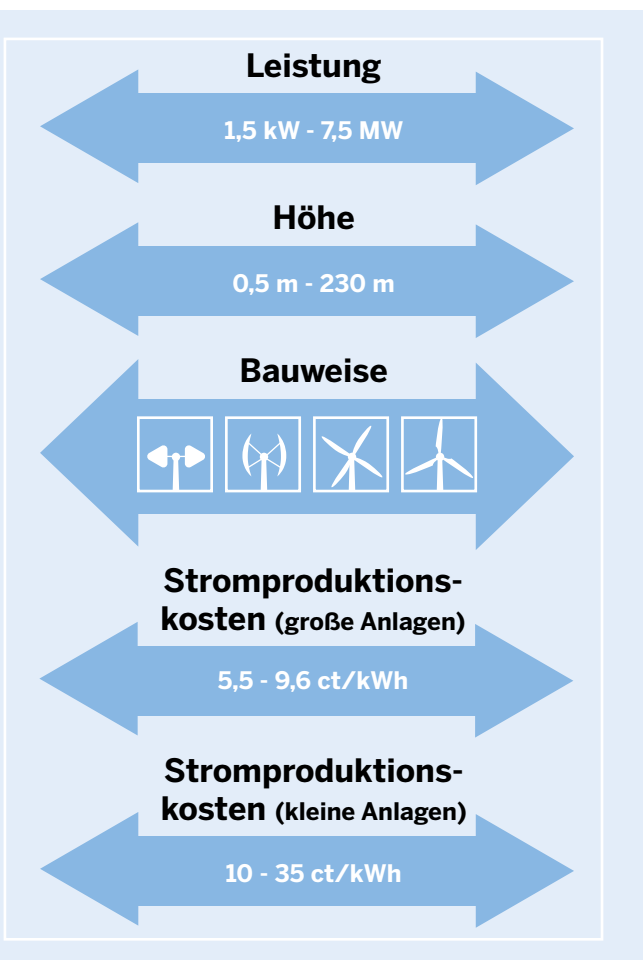 Leistung
1,5 kW - 7,5 MW
Höhe
0,5 m - 230 m
Bauweise
Stromproduktions-
kosten (große Anlagen)
5,5 - 9,6 ct/kWh
Stromproduktions-
kosten (kleine Anlagen)
10 - 35 ct/kWh